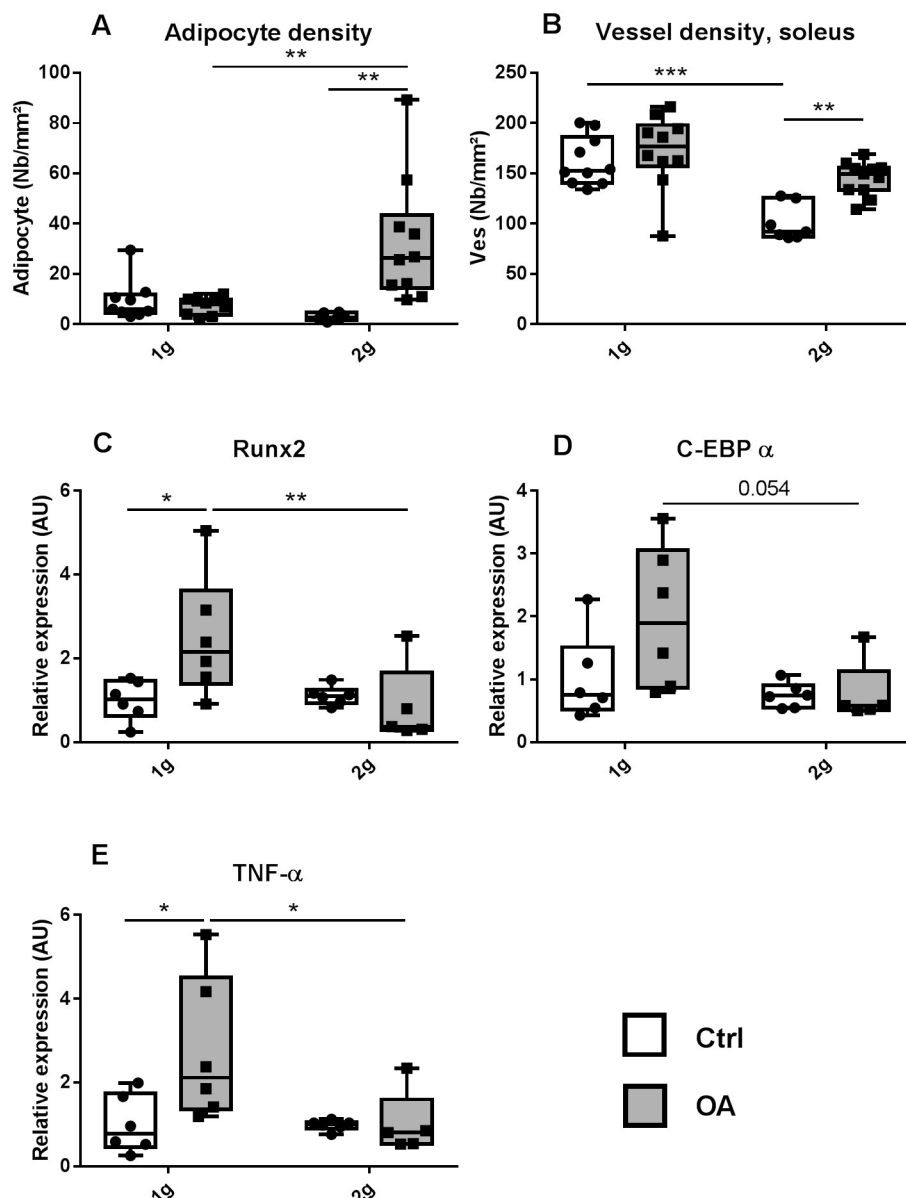 A
Adipocyte density
Adipocyte (Nb/mm²)
100
80
60
40
20
0
**
**
1g
2g
B
Vessel density, soleus
Ves (Nb/mm²)
250
200
150
100
50
0
***
**
1g
2g
C
Runx2
Relative expression (AU)
6
4
2
0
*
**
1g
2g
D
C-EBP α
Relative expression (AU)
4
3
2
1
0
0.054
1g
2g
E
TNF-α
Relative expression (AU)
6
4
2
0
*
*
1g
2g
Ctrl
OA